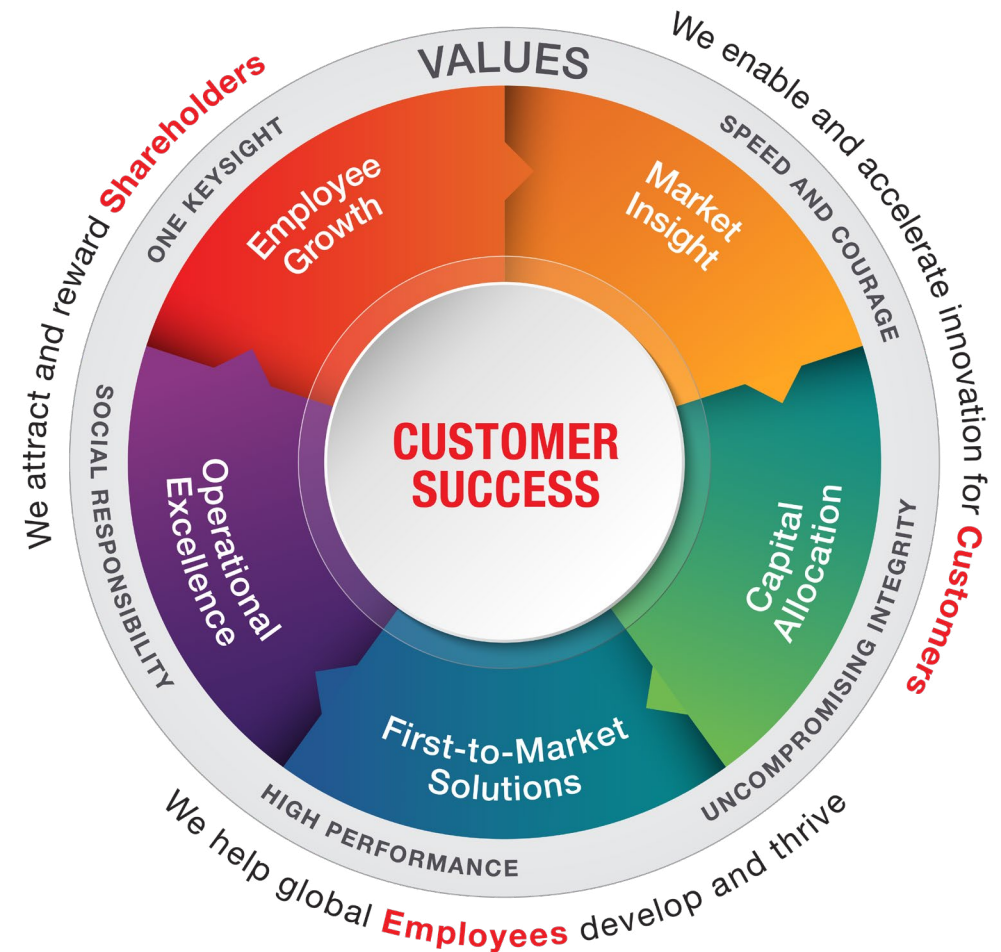 VALUES
SPEED AND COURAGE
UNCOMPROMISING INTEGRITY
HIGH PERFORMANCE
SOCIAL RESPONSIBILITY
ONE KEYSIGHT
We enable and accelerate innovation for Customers
We help global Employees develop and thrive
We attract and reward Shareholders
Market
Insight
Capital
Allocation
First-to-Market
Solutions
Operational
Excellence
Employee
Growth
CUSTOMER
SUCCESS